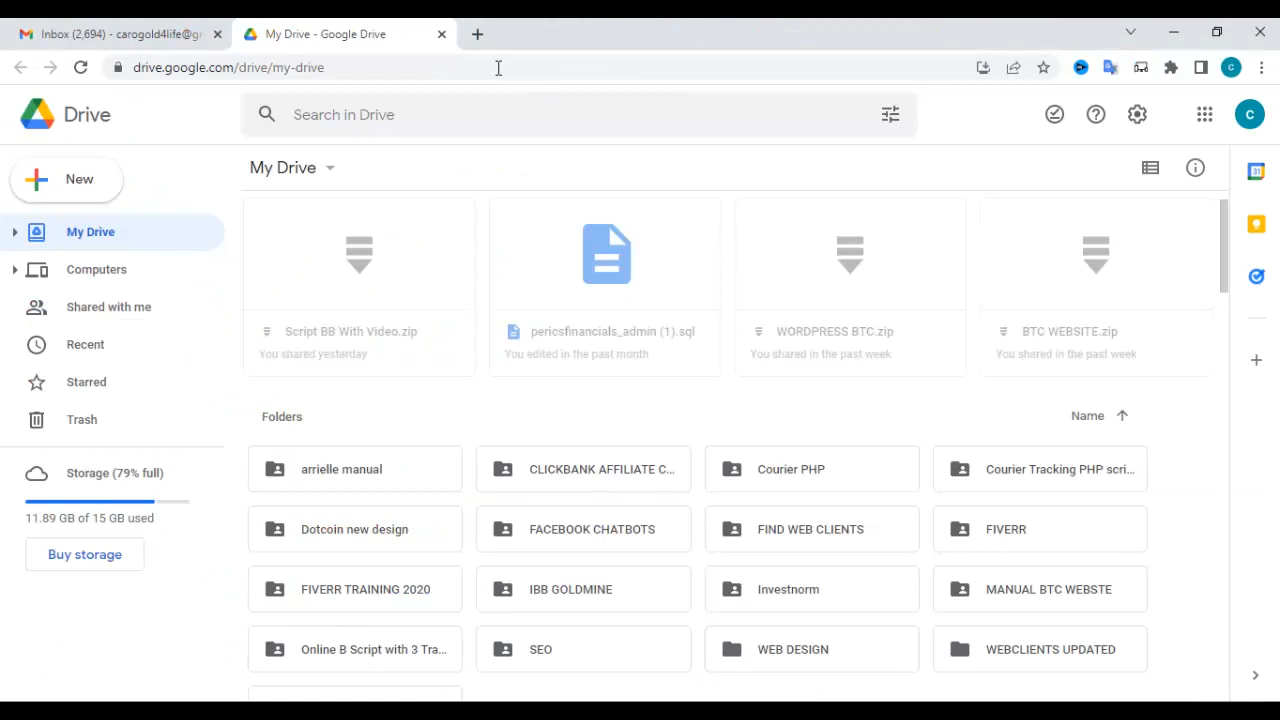 Inbox (2,694) - carogold4life@g
My Drive - Google Drive
drive.google.com/drive/my-drive
C
Drive
Search in Drive
C
New
My Drive
31
My Drive
Computers
Shared with me
Recent
Starred
Trash
Storage (79% full)
11.89 GB of 15 GB used
Buy storage
Script BB With Video.zip
You shared yesterday
pericsfinancials_admin (1).sql
You edited in the past month
WORDPRESS BTC.zip
You shared in the past week
BTC WEBSITE.zip
You shared in the past week
Folders
Name
arrielle manual
CLICKBANK AFFILIATE C...
Courier PHP
Courier Tracking PHP scri...
Dotcoin new design
FACEBOOK CHATBOTS
FIND WEB CLIENTS
FIVERR
FIVERR TRAINING 2020
IBB GOLDMINE
Investnorm
MANUAL BTC WEBSTE
Online B Script with 3 Tra...
SEO
WEB DESIGN
WEBCLIENTS UPDATED